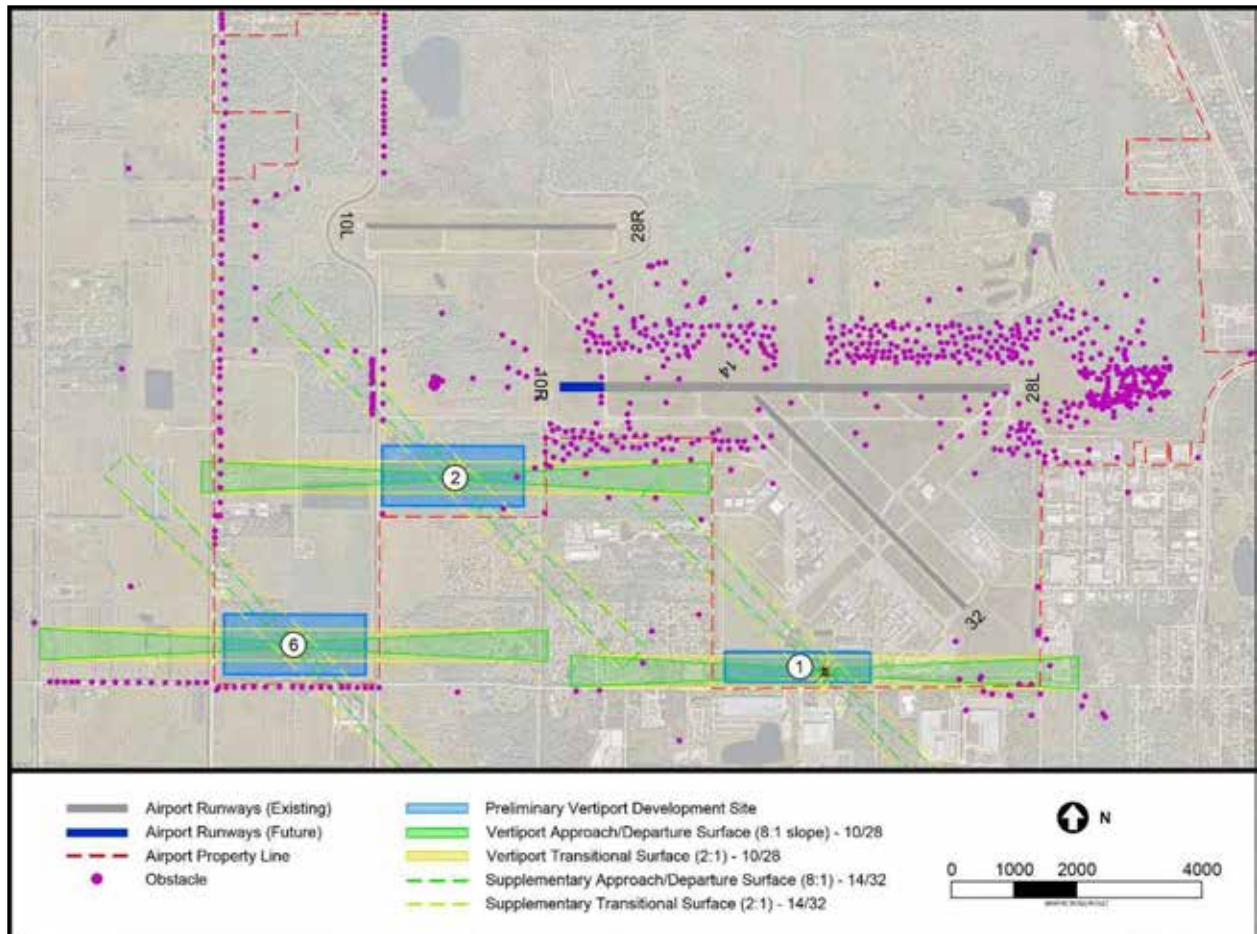 10L
28R
14
10R
28L
2
32
6
1
Airport Runways (Existing)
Airport Runways (Future)
Airport Property Line
Obstacle
Preliminary Vertiport Development Site
Vertiport Approach/Departure Surface (8:1 slope) - 10/28
Vertiport Transitional Surface (2:1) - 10/28
Supplementary Approach/Departure Surface (8:1) - 14/32
Supplementary Transitional Surface (2:1) - 14/32
N
0 1000 2000 4000